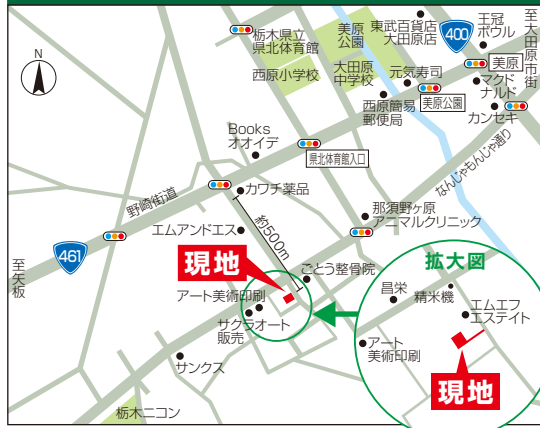 N
栃木県立
県北体育館
西原小学校
美原
公園
大田原
中学校
東武百貨店
大田原店
400
王冠
ボウル
至大田原市街
美原
元気寿司
マクド
ナルド
西原簡易
郵便局
美原公園
カンセキ
Books
オオイデ
県北体育館入口
なんじゃもんじゃ通り
野崎街道
カワチ薬品
約500m
那須野ヶ原
アニマルクリニック
エムアンドエス
461
至矢板
現地
ごとう整骨院
アート美術印刷
サクラオート
販売
サンクス
栃木ニコン
拡大図
昌栄
精米機
エムエフ
エステイト
アート
美術印刷
現地